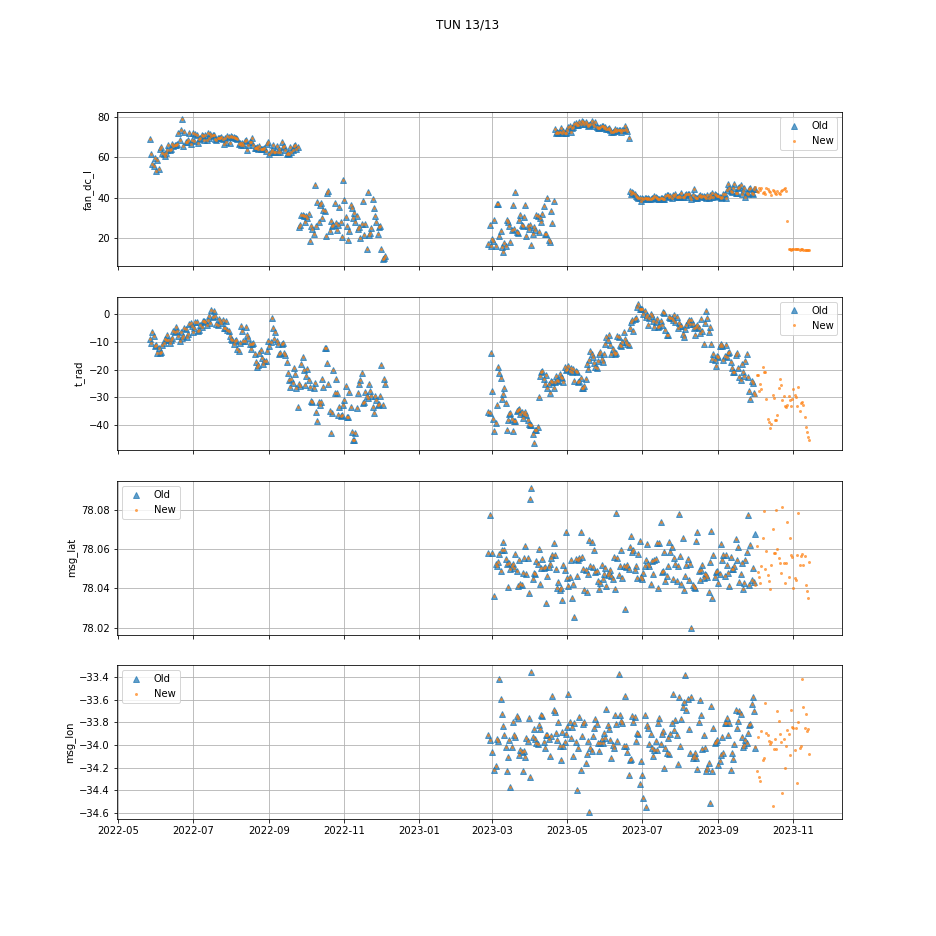 TUN 13/13
80
60
40
20
fan_dc_I
Old
New
0
−10
−20
−30
−40
t_rad
Old
New
78.08
78.06
78.04
78.02
msg_lat
Old
New
−33.4
−33.6
−33.8
−34.0
−34.2
−34.4
−34.6
msg_lon
Old
New
2022-05 2022-07 2022-09 2022-11 2023-01 2023-03 2023-05 2023-07 2023-09 2023-11